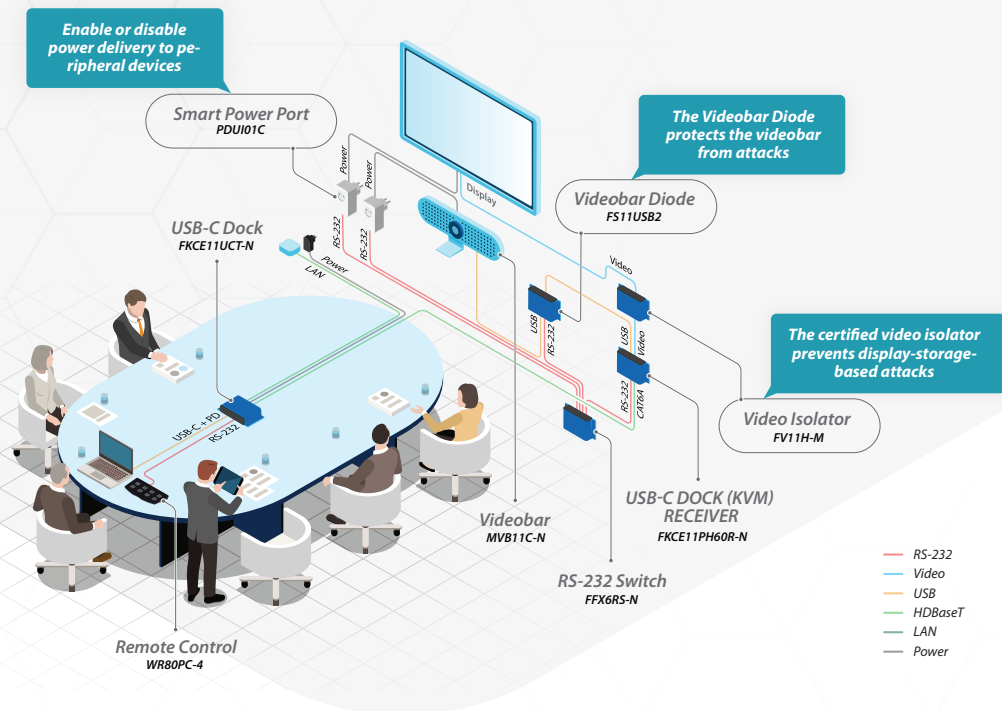 Enable or disable
power delivery to pe-
ripheral devices
Smart Power Port
PDUI01C
The Videobar Diode
protects the videobar
from attacks
Power
Power
Display
Videobar Diode
FS11USB2
USB-C Dock
FKCE11UCT-N
RS-232
RS-232
Power
LAN
Video
USB
RS-232
USB
Video
The certified video isolator
prevents display-storage-
based attacks
RS-232
CAT6A
Video Isolator
FV11H-M
USB-C + PD
RS-232
USB-C DOCK (KVM)
RECEIVER
FKCE11PH60R-N
Videobar
MVB11C-N
RS-232 Switch
FFX6RS-N
Remote Control
WR80PC-4
RS-232
Video
USB
HDBaseT
LAN
Power